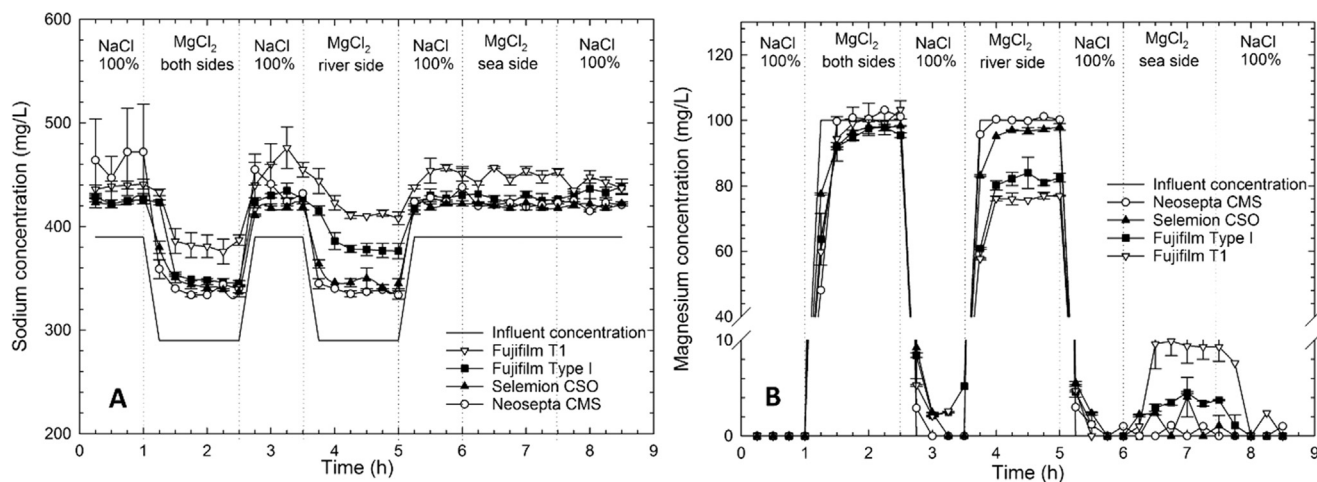 600
NaCl
100%
MgCl2
both sides
NaCl
100%
MgCl2
river side
NaCl
100%
MgCl2
sea side
NaCl
100%
500
400
300
200
Sodium concentration (mg/L)
Influent concentration
Fujifilm T1
Fujifilm Type I
Selemion CSO
Neosepta CMS
A
0 1 2 3 4 5 6 7 8 9
Time (h)
NaCl
100%
MgCl2
both sides
NaCl
100%
MgCl2
river side
NaCl
100%
MgCl2
sea side
NaCl
100%
120
100
80
60
40
10
0
Magnesium concentration (mg/L)
Influent concentration
Neosepta CMS
Selemion CSO
Fujifilm Type I
Fujifilm T1
B
0 1 2 3 4 5 6 7 8 9
Time (h)